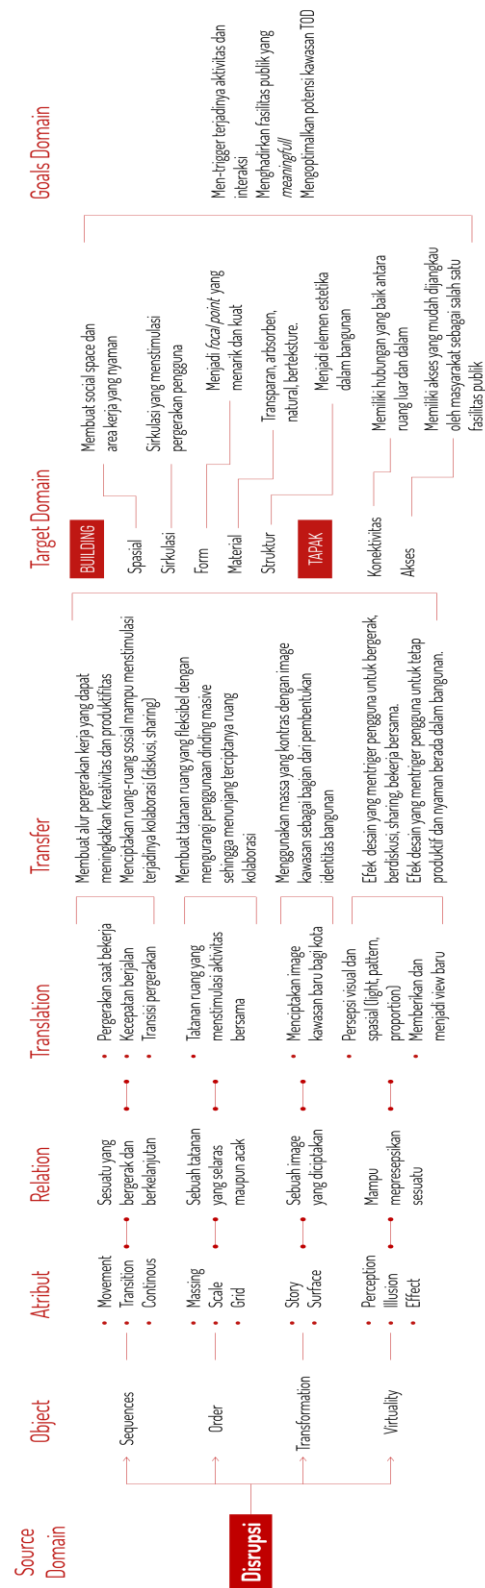 Source
Domain
Object
Atribut
Relation
Translation
Transfer
Target Domain
Goals Domain
Disrupsi
Sequences
Order
Transformation
Virtuality
• Movement
• Transition
• Continous
• Massing
• Scale
• Grid
• Story
• Surface
• Perception
• Illusion
• Effect
Sesuatu yang
bergerak dan
berkelanjutan
Sebuah tatanan
yang selaras
maupun acak
Sebuah image
yang diciptakan
Mampu
mepresepsikan
sesuatu
• Pergerakan saat bekerja
• Kecepatan berjalan
• Transisi pergerakan
• Tatanan ruang yang
menstimulasi aktivitas
bersama
• Menciptakan image
kawasan baru bagi kota
• Persepsi visual dan
spasial (light, pattern,
proportion)
• Memberikan dan
menjadi view baru
Membuat alur pergerakan kerja yang dapat
meningkatkan kreativitas dan produktifitas
Menciptakan ruang-ruang sosial mampu menstimulasi
terjadinya kolaborasi (diskusi, sharing)
Membuat tatanan ruang yang fleksibel dengan
mengurangi penggunaan dinding masive
sehingga menunjang terciptanya ruang
kolaborasi
Menggunakan massa yang kontras dengan image
kawasan sebagai bagian dari pembentukan
identitas bangunan
Efek desain yang mentriger pengguna untuk bergerak,
berdiskusi, sharing, bekerja bersama.
Efek desain yang mentriger pengguna untuk tetap
produktif dan nyaman berada dalam bangunan.
BUILDING
Spasial
Sirkulasi
Form
Material
Struktur
TAPAK
Konektivitas
Akses
Membuat social space dan
area kerja yang nyaman
Sirkulasi yang menstimulasi
pergerakan pengguna
Menjadi focal point yang
menarik dan kuat
Transparan, arbsorben,
natural, berteksture.
Menjadi elemen estetika
dalam bangunan
Memiliki hubungan yang baik antara
ruang luar dan dalam
Memiliki akses yang mudah dijangkau
oleh masyarakat sebagai salah satu
fasilitas publik
Men-trigger terjadinya aktivitas dan
interaksi
Menghadirkan fasilitas publik yang
meaningfull
Mengoptimalkan potensi kawasan TOD